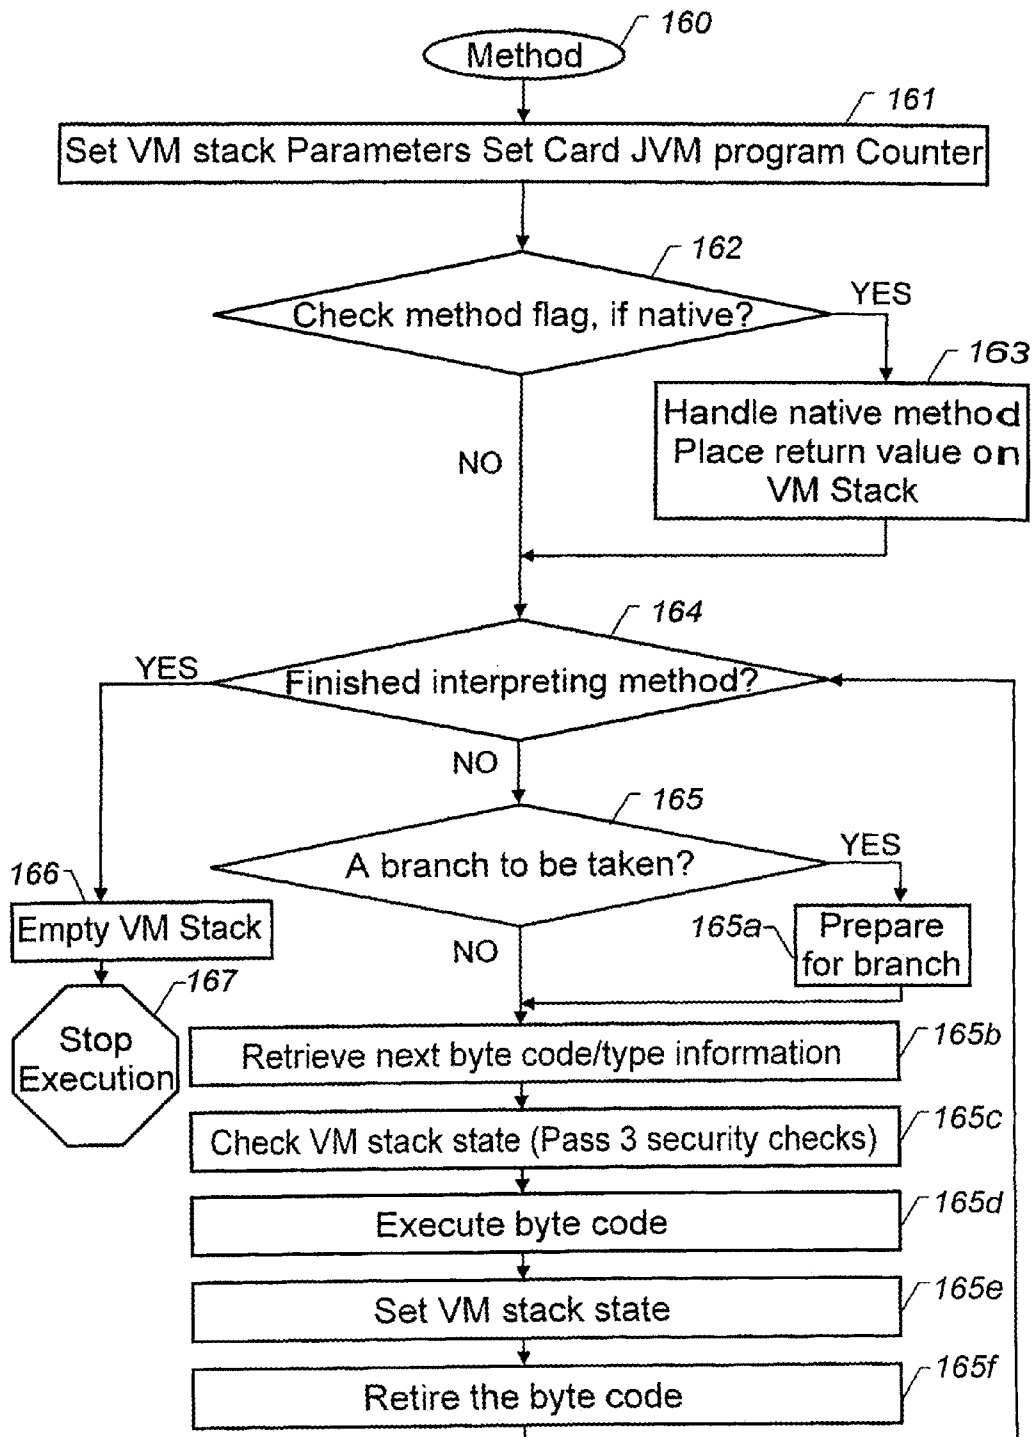 160
Method
161
Set VM stack Parameters Set Card JVM program Counter
162
Check method flag, if native?
YES
163
Handle native method
Place return value on
VM Stack
NO
164
YES
Finished interpreting method?
NO
165
A branch to be taken?
YES
166
Empty VM Stack
165a
Prepare
for branch
NO
167
Stop
Execution
165b
Retrieve next byte code/type information
165c
Check VM stack state (Pass 3 security checks)
165d
Execute byte code
165e
Set VM stack state
165f
Retire the byte code